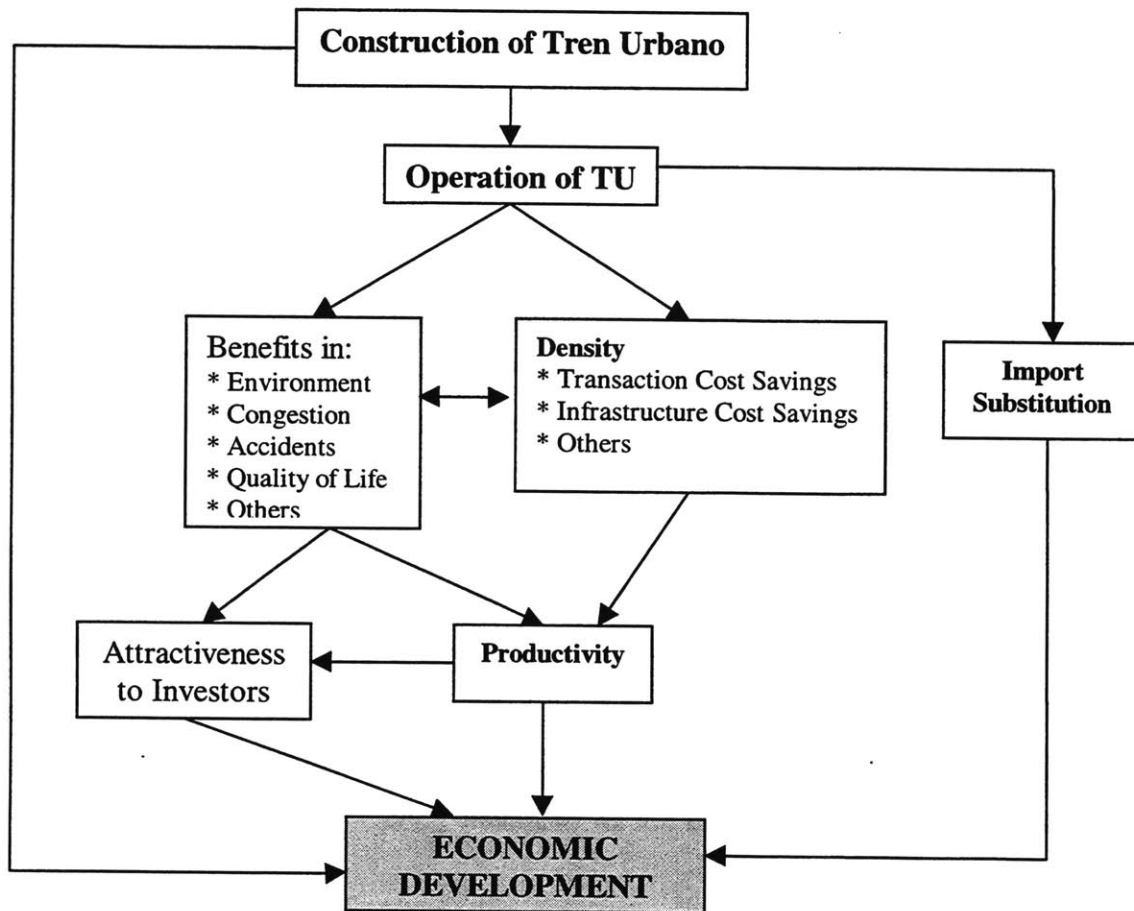 Construction of Tren Urbano
Operation of TU
Benefits in:
* Environment
* Congestion
* Accidents
* Quality of Life
* Others
Density
* Transaction Cost Savings
* Infrastructure Cost Savings
* Others
Import
Substitution
Attractiveness
to Investors
Productivity
ECONOMIC
DEVELOPMENT